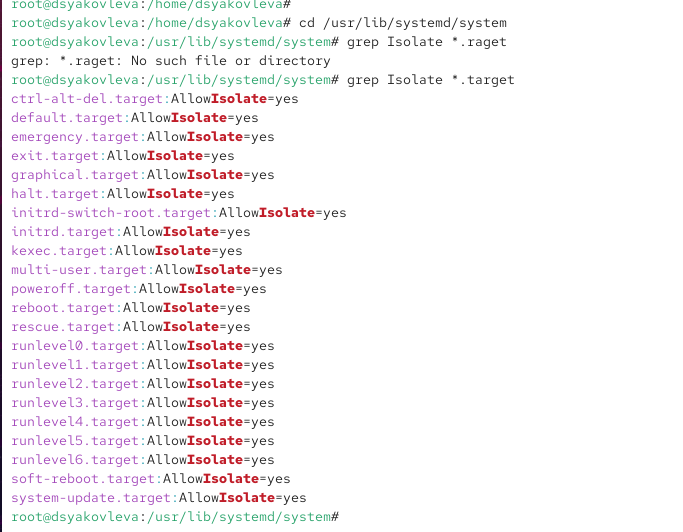 root@dsyakovleva:/home/dsyakovleva#
root@dsyakovleva:/home/dsyakovleva# cd /usr/lib/systemd/system
root@dsyakovleva:/usr/lib/systemd/system# grep Isolate *.raget
grep: *.raget: No such file or directory
root@dsyakovleva:/usr/lib/systemd/system# grep Isolate *.target
ctrl-alt-del.target:AllowIsolate=yes
default.target:AllowIsolate=yes
emergency.target:AllowIsolate=yes
exit.target:AllowIsolate=yes
graphical.target:AllowIsolate=yes
halt.target:AllowIsolate=yes
initrd-switch-root.target:AllowIsolate=yes
initrd.target:AllowIsolate=yes
kexec.target:AllowIsolate=yes
multi-user.target:AllowIsolate=yes
poweroff.target:AllowIsolate=yes
reboot.target:AllowIsolate=yes
rescue.target:AllowIsolate=yes
runlevel0.target:AllowIsolate=yes
runlevel1.target:AllowIsolate=yes
runlevel2.target:AllowIsolate=yes
runlevel3.target:AllowIsolate=yes
runlevel4.target:AllowIsolate=yes
runlevel5.target:AllowIsolate=yes
runlevel6.target:AllowIsolate=yes
soft-reboot.target:AllowIsolate=yes
system-update.target:AllowIsolate=yes
root@dsyakovleva:/usr/lib/systemd/system#